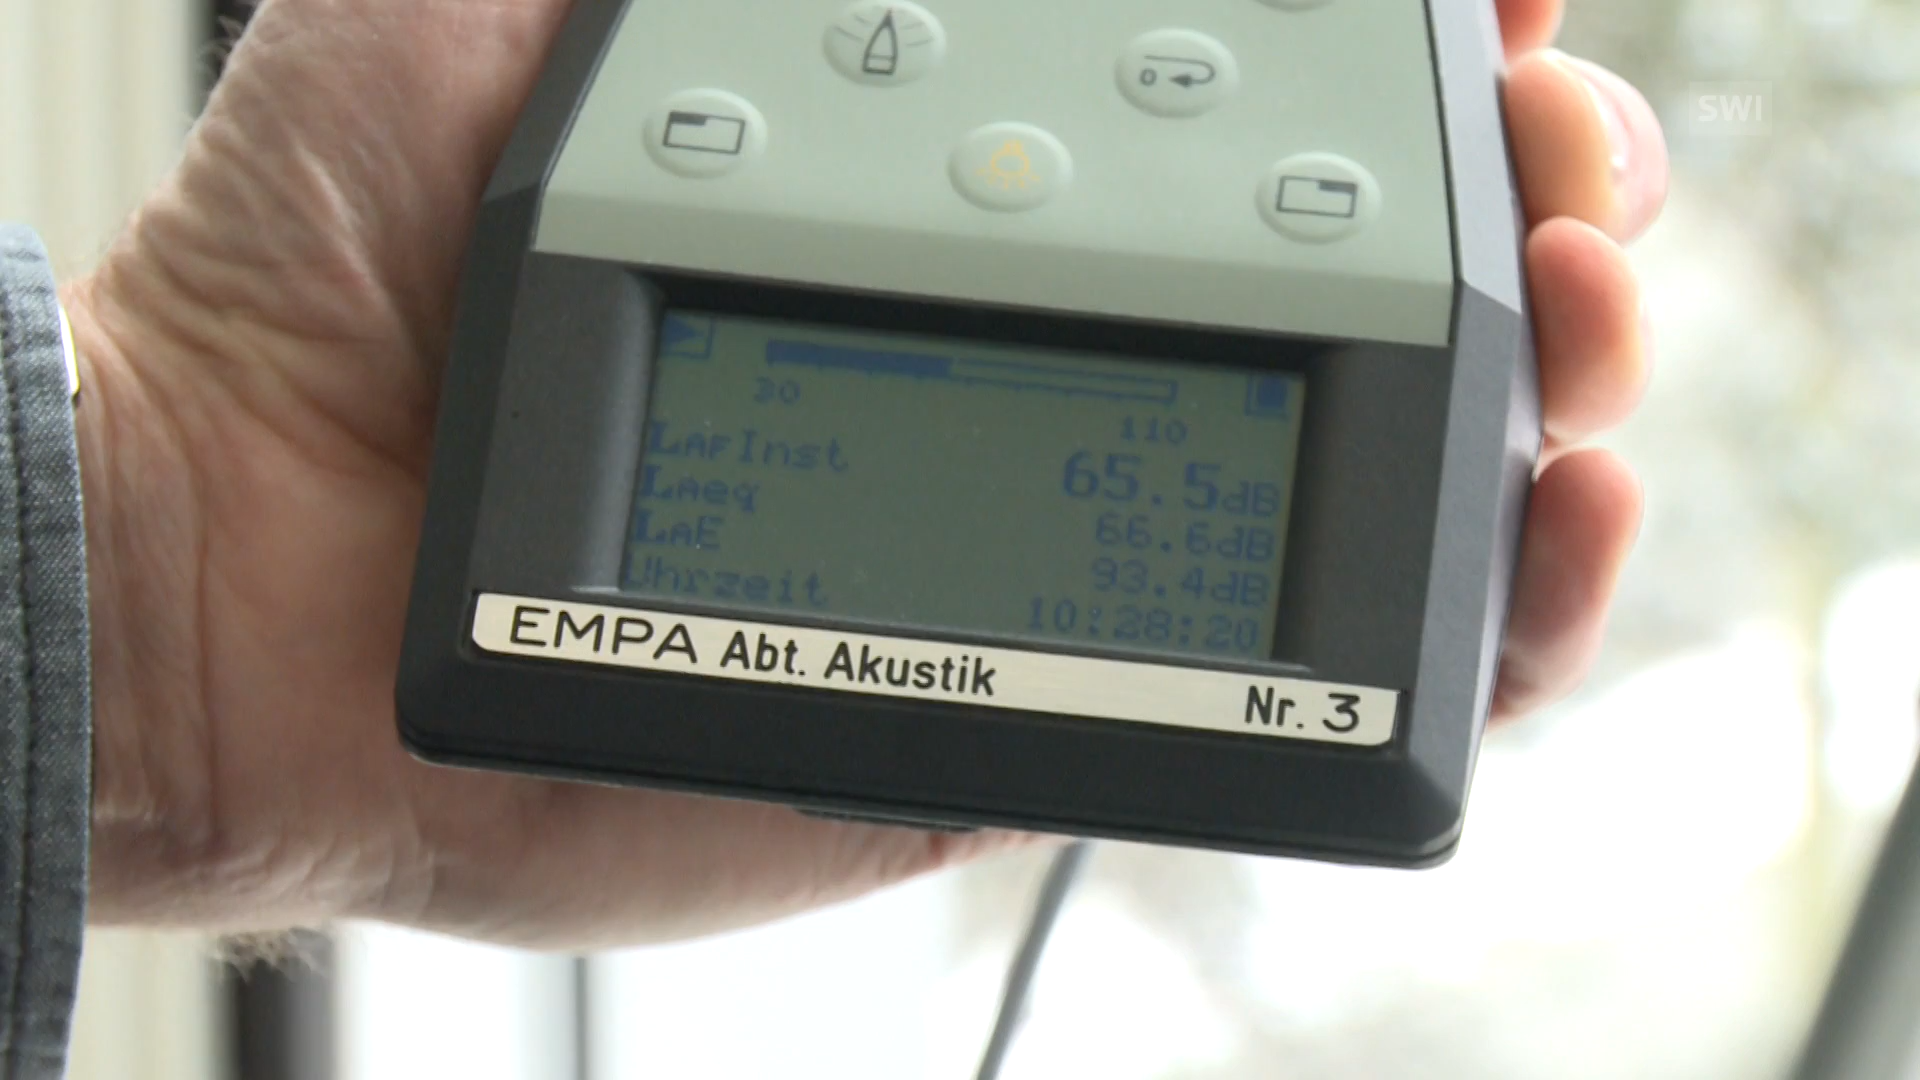 SWI
0
30
110
LAFInst 65.5dB
LAeq 66.6dB
LAE 93.4dB
Uhrzeit 10:28:20
EMPA Abt. Akustik Nr. 3